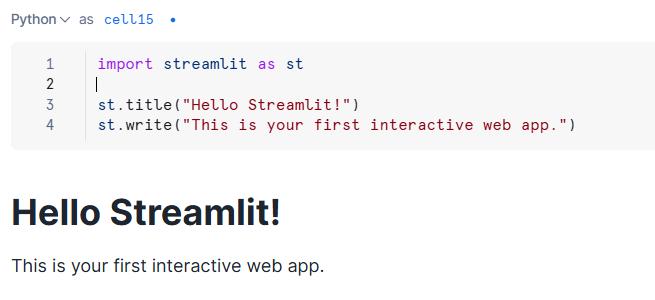 Python as cell15
1 import streamlit as st
2
3 st.title("Hello Streamlit!")
4 st.write("This is your first interactive web app.")
Hello Streamlit!
This is your first interactive web app.